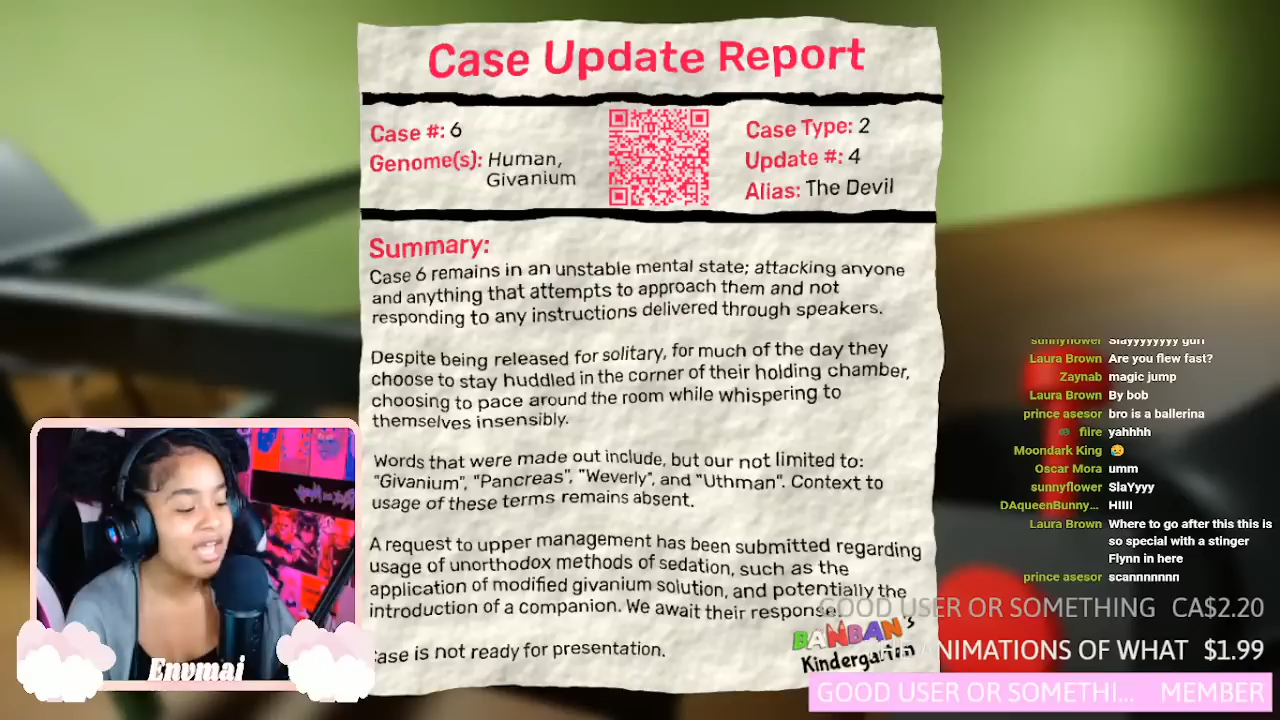 Case Update Report
Case #: 6
Genome(s): Human,
Givanium
Case Type: 2
Update #: 4
Alias: The Devil
Summary:
Case 6 remains in an unstable mental state; attacking anyone
and anything that attempts to approach them and not
responding to any instructions delivered through speakers.
Despite being released for solitary, for much of the day they
choose to stay huddled in the corner of their holding chamber,
choosing to pace around the room while whispering to
themselves insensibly.
Words that were made out include, but our not limited to:
"Givanium", "Pancreas", "Weverly", and "Uthman". Context to
usage of these terms remains absent.
A request to upper management has been submitted regarding
usage of unorthodox methods of sedation, such as the
application of modified givanium solution, and potentially the
introduction of a companion. We await their response.
Case is not ready for presentation.
BANBAN's
Kindergarten
Envmai
sunnyflower Slayyyyyyyy gurl
Laura Brown Are you flew fast?
Zaynab magic jump
Laura Brown By bob
prince asesor bro is a ballerina
fiire yahhhh
Moondark King 😥
Oscar Mora umm
sunnyflower SlaYyyy
DAqueenBunny... HIIII
Laura Brown Where to go after this this is
so special with a stinger
Flynn in here
prince asesor scannnnnnn
GOOD USER OR SOMETHING CA$2.20
ANIMATIONS OF WHAT $1.99
GOOD USER OR SOMETHI... MEMBER